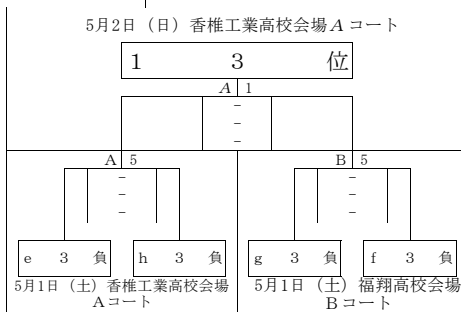 5月2日（日）香椎工業高校会場Aコート
1 3 位
A 1
–
–
–
A 5 B 5
– –
– –
– –
e 3 負 h 3 負 g 3 負 f 3 負
5月1日（土）香椎工業高校会場 5月1日（土）福翔高校会場
Aコート Bコート